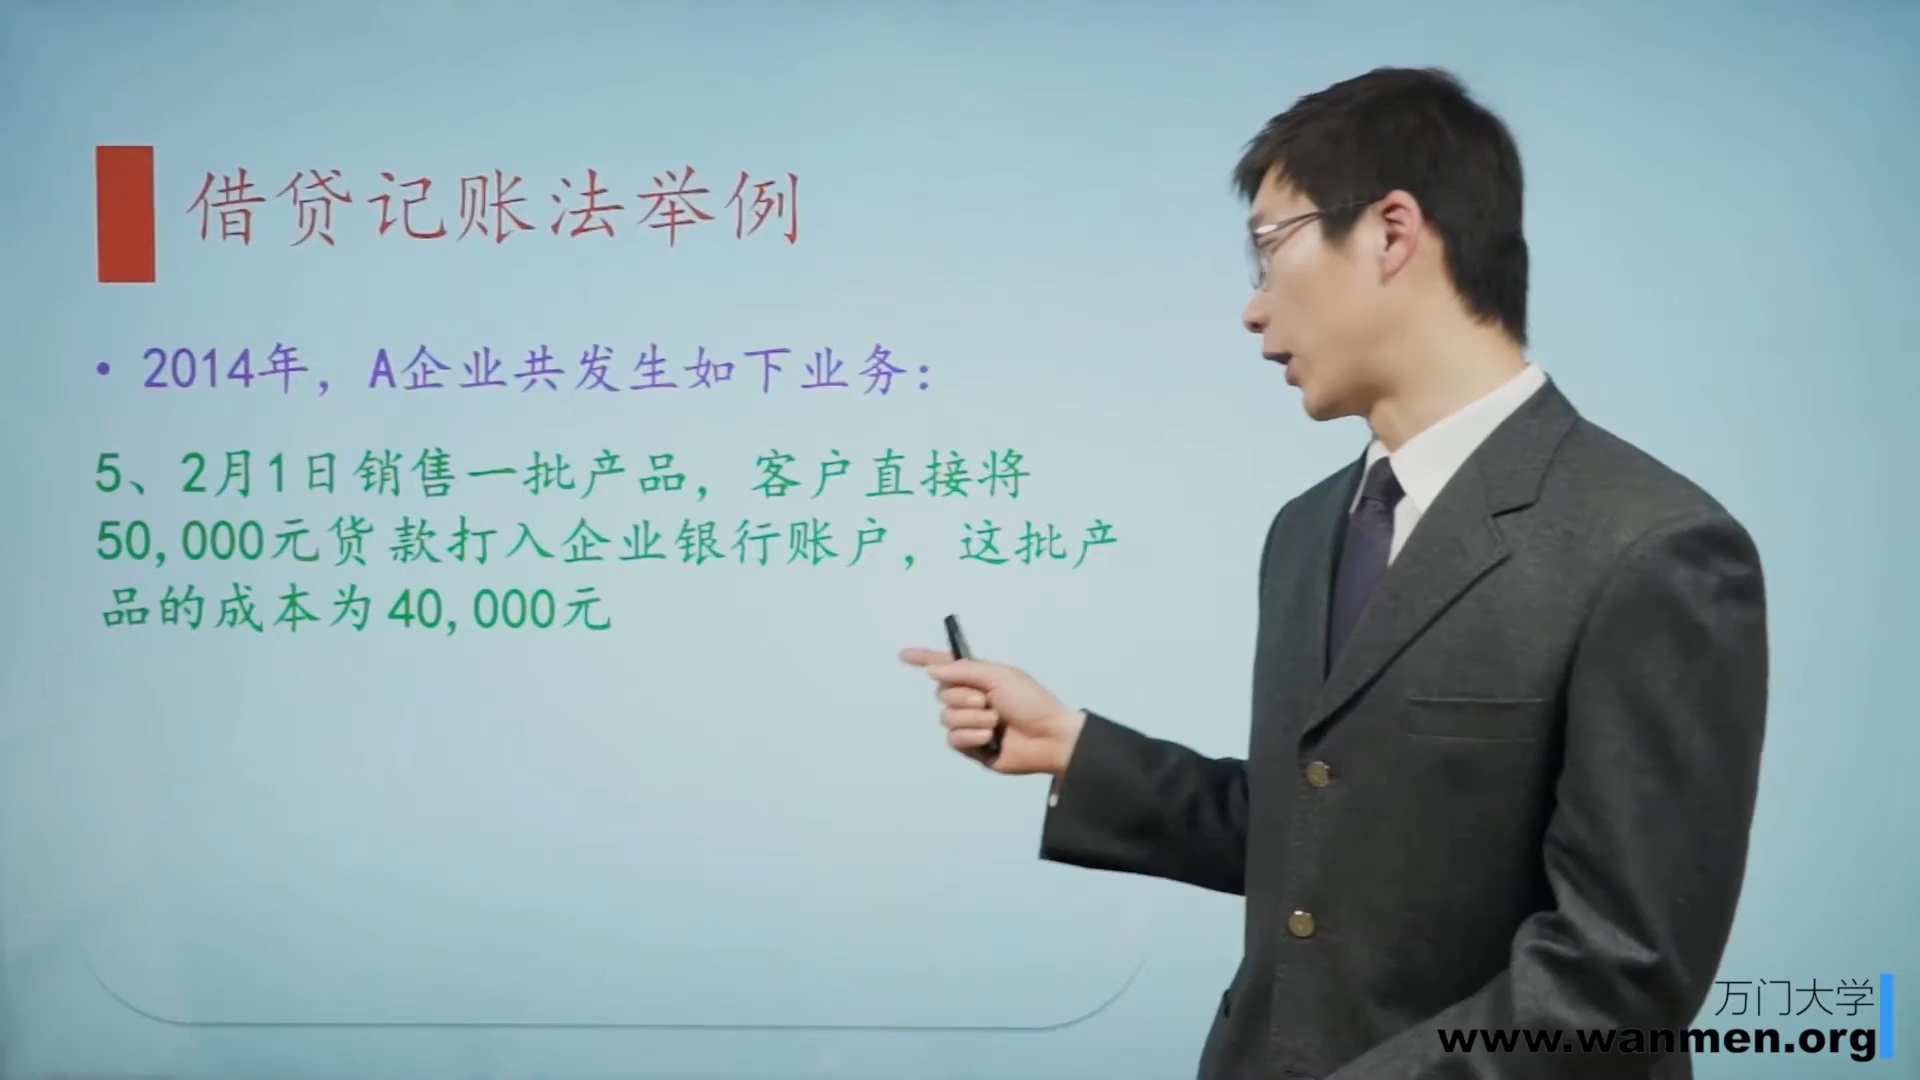 借贷记账法举例
• 2014年，A企业共发生如下业务：
5、2月1日销售一批产品，客户直接将
50,000元货款打入企业银行账户，这批产
品的成本为40,000元
万门大学
www.wanmen.org